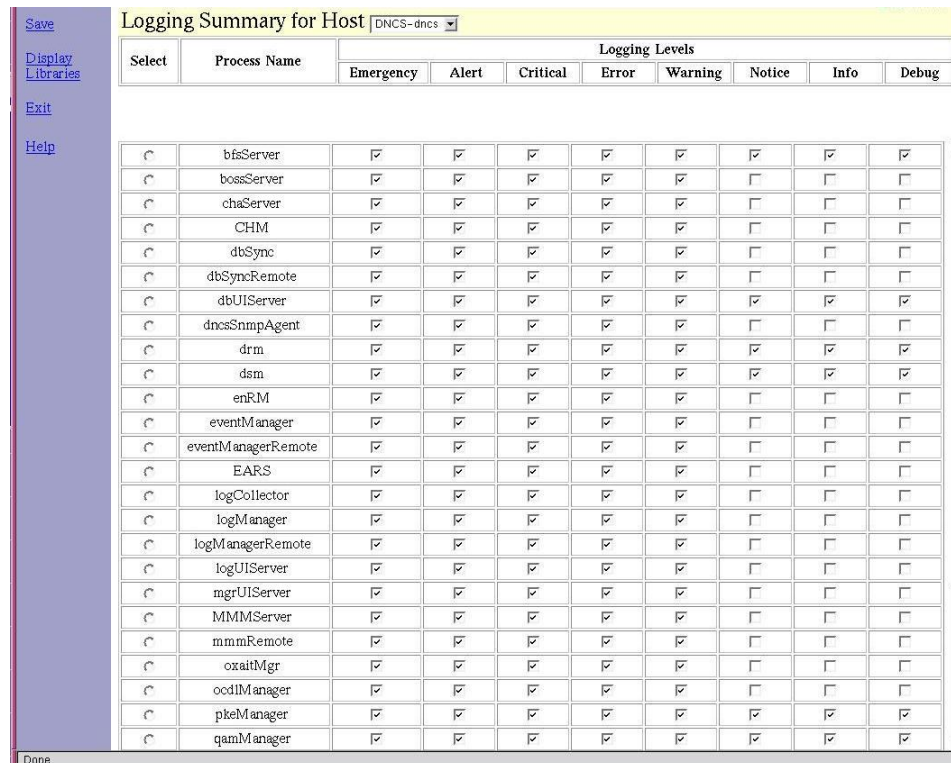 Save
Display
Libraries
Exit
Help
Logging Summary for Host DNCS-dncs
Select Process Name Logging Levels
Emergency Alert Critical Error Warning Notice Info Debug
bfsServer
bossServer
chaServer
CHM
dbSync
dbSyncRemote
dbUIServer
dncsSnmpAgent
drm
dsm
enRM
eventManager
eventManagerRemote
EARS
logCollector
logManager
logManagerRemote
logUIServer
mgrUIServer
MMMServer
mmmRemote
oxaitMgr
ocdlManager
pkeManager
qamManager
Done